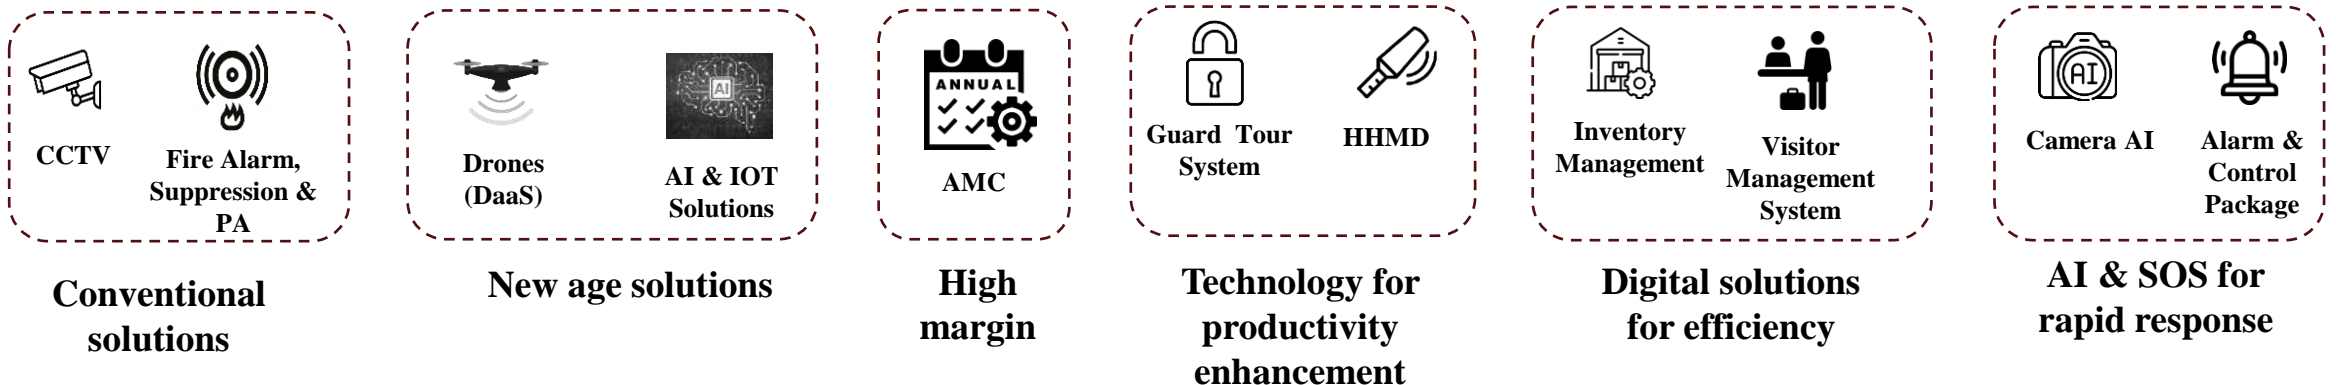 CCTV
Fire Alarm,
Suppression &
PA
Conventional
solutions
Drones
(DaaS)
AI
AI & IOT
Solutions
New age solutions
ANNUAL
AMC
High
margin
Guard Tour
System
HHMD
Technology for
productivity
enhancement
Inventory
Management
Visitor
Management
System
Digital solutions
for efficiency
AI
Camera AI
Alarm &
Control
Package
AI & SOS for
rapid response